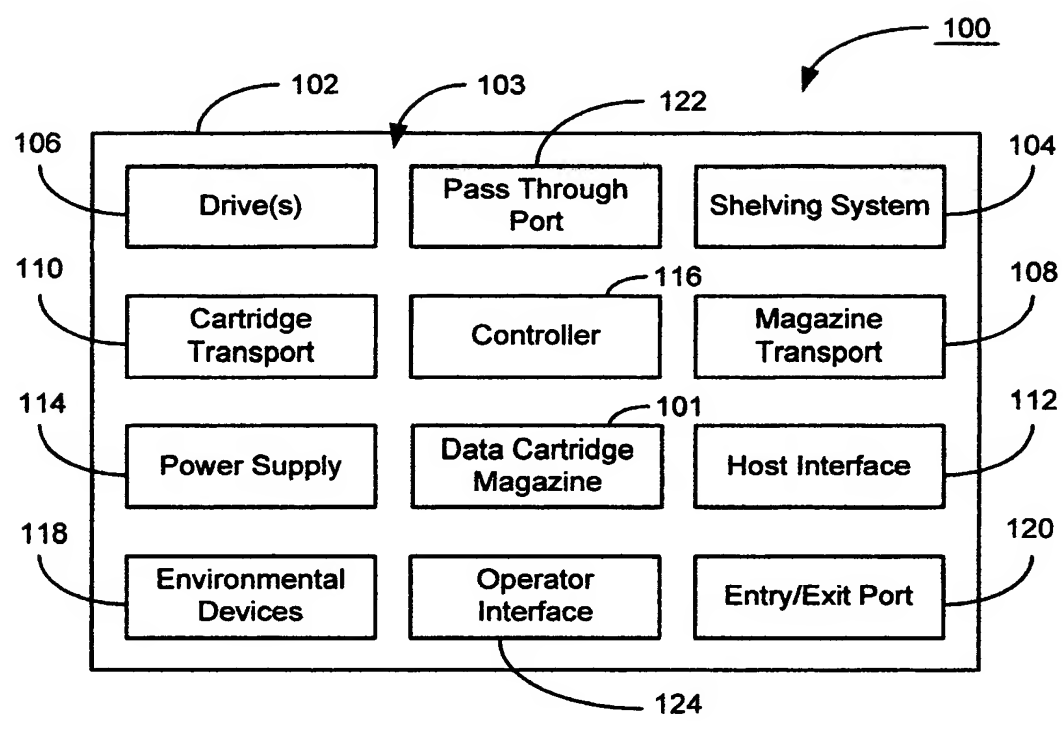 100
102
103
122
106
104
Drive(s)
Pass Through
Port
Shelving System
110
116
108
Cartridge
Transport
Controller
Magazine
Transport
114
101
112
Power Supply
Data Cartridge
Magazine
Host Interface
118
120
Environmental
Devices
Operator
Interface
Entry/Exit Port
124